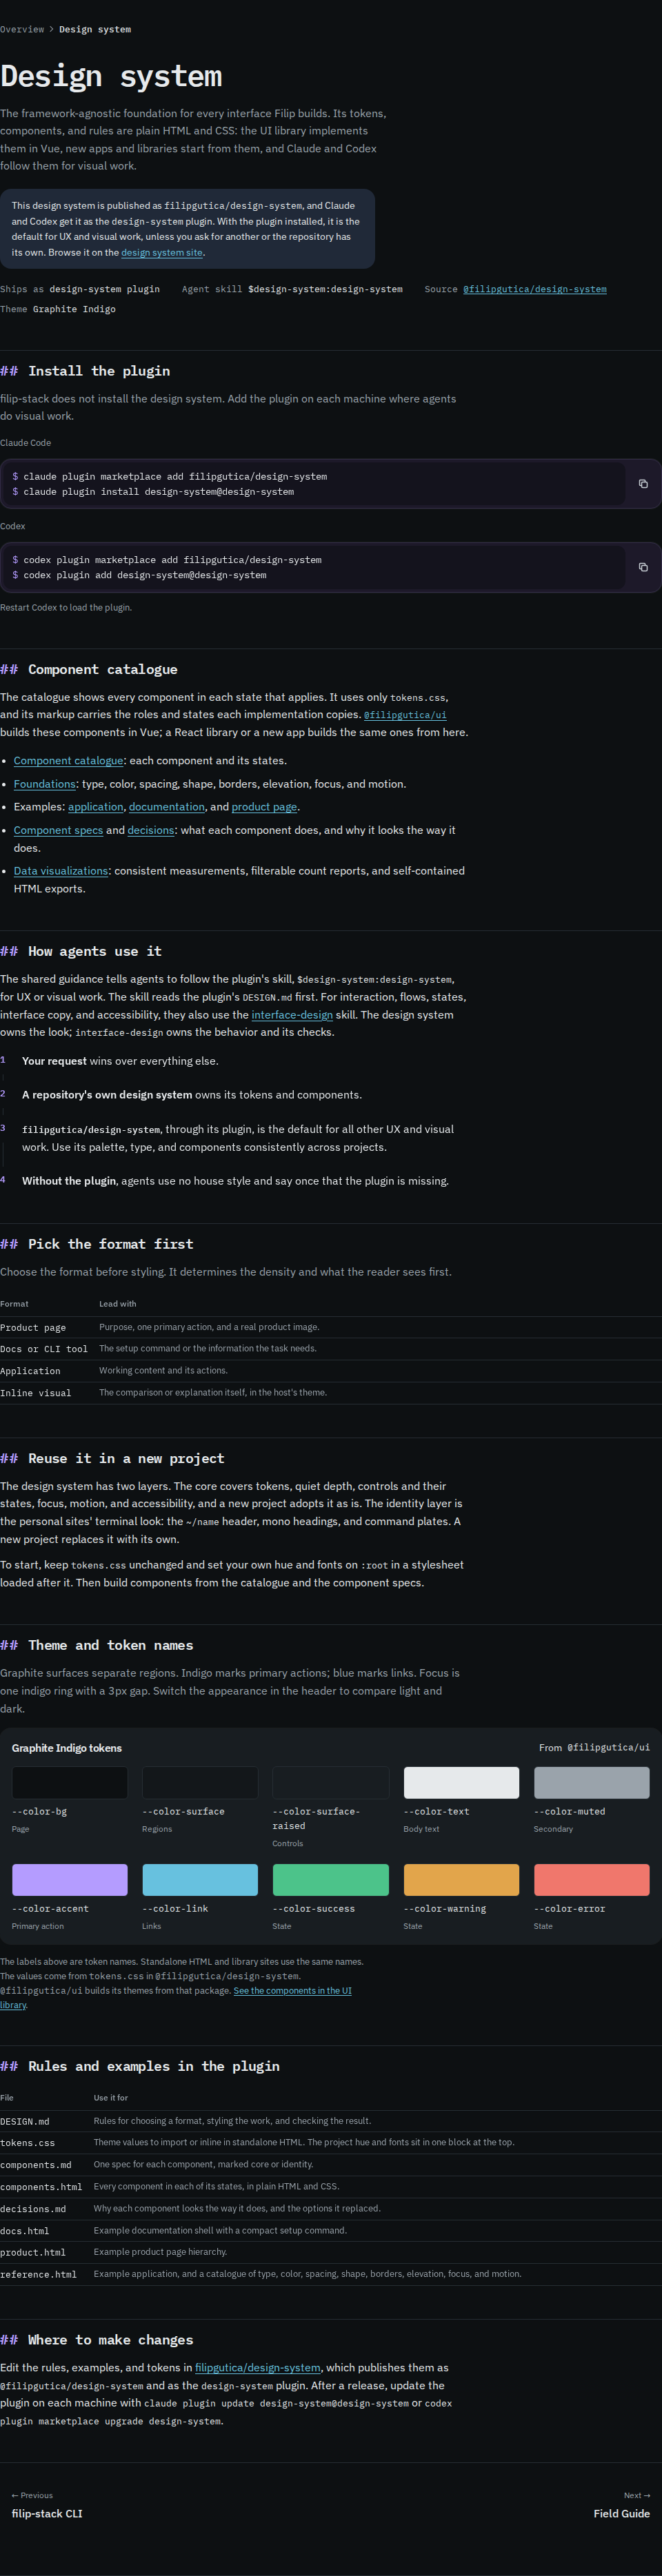 Overview > Design system
Design system
The framework-agnostic foundation for every interface Filip builds. Its tokens,
components, and rules are plain HTML and CSS: the UI library implements
them in Vue, new apps and libraries start from them, and Claude and Codex
follow them for visual work.
This design system is published as filipgutica/design-system, and Claude
and Codex get it as the design-system plugin. With the plugin installed, it is the
default for UX and visual work, unless you ask for another or the repository has
its own. Browse it on the design system site.
Ships as design-system plugin Agent skill $design-system:design-system Source @filipgutica/design-system
Theme Graphite Indigo
## Install the plugin
filip-stack does not install the design system. Add the plugin on each machine where agents
do visual work.
Claude Code
$ claude plugin marketplace add filipgutica/design-system
$ claude plugin install design-system@design-system
Codex
$ codex plugin marketplace add filipgutica/design-system
$ codex plugin add design-system@design-system
Restart Codex to load the plugin.
## Component catalogue
The catalogue shows every component in each state that applies. It uses only tokens.css,
and its markup carries the roles and states each implementation copies. @filipgutica/ui
builds these components in Vue; a React library or a new app builds the same ones from here.
• Component catalogue: each component and its states.
• Foundations: type, color, spacing, shape, borders, elevation, focus, and motion.
• Examples: application, documentation, and product page.
• Component specs and decisions: what each component does, and why it looks the way it
does.
• Data visualizations: consistent measurements, filterable count reports, and self-contained
HTML exports.
## How agents use it
The shared guidance tells agents to follow the plugin's skill, $design-system:design-system,
for UX or visual work. The skill reads the plugin's DESIGN.md first. For interaction, flows, states,
interface copy, and accessibility, they also use the interface-design skill. The design system
owns the look; interface-design owns the behavior and its checks.
1 Your request wins over everything else.
2 A repository's own design system owns its tokens and components.
3 filipgutica/design-system, through its plugin, is the default for all other UX and visual
work. Use its palette, type, and components consistently across projects.
4 Without the plugin, agents use no house style and say once that the plugin is missing.
## Pick the format first
Choose the format before styling. It determines the density and what the reader sees first.
Format Lead with
Product page Purpose, one primary action, and a real product image.
Docs or CLI tool The setup command or the information the task needs.
Application Working content and its actions.
Inline visual The comparison or explanation itself, in the host's theme.
## Reuse it in a new project
The design system has two layers. The core covers tokens, quiet depth, controls and their
states, focus, motion, and accessibility, and a new project adopts it as is. The identity layer is
the personal sites' terminal look: the ~/name header, mono headings, and command plates. A
new project replaces it with its own.
To start, keep tokens.css unchanged and set your own hue and fonts on :root in a stylesheet
loaded after it. Then build components from the catalogue and the component specs.
## Theme and token names
Graphite surfaces separate regions. Indigo marks primary actions; blue marks links. Focus is
one indigo ring with a 3px gap. Switch the appearance in the header to compare light and
dark.
Graphite Indigo tokens From @filipgutica/ui
--color-bg --color-surface --color-surface- --color-text --color-muted
raised
Page Regions Controls Body text Secondary
--color-accent --color-link --color-success --color-warning --color-error
Primary action Links State State State
The labels above are token names. Standalone HTML and library sites use the same names.
The values come from tokens.css in @filipgutica/design-system.
@filipgutica/ui builds its themes from that package. See the components in the UI
library.
## Rules and examples in the plugin
File Use it for
DESIGN.md Rules for choosing a format, styling the work, and checking the result.
tokens.css Theme values to import or inline in standalone HTML. The project hue and fonts sit in one block at the top.
components.md One spec for each component, marked core or identity.
components.html Every component in each of its states, in plain HTML and CSS.
decisions.md Why each component looks the way it does, and the options it replaced.
docs.html Example documentation shell with a compact setup command.
product.html Example product page hierarchy.
reference.html Example application, and a catalogue of type, color, spacing, shape, borders, elevation, focus, and motion.
## Where to make changes
Edit the rules, examples, and tokens in filipgutica/design-system, which publishes them as
@filipgutica/design-system and as the design-system plugin. After a release, update the
plugin on each machine with claude plugin update design-system@design-system or codex
plugin marketplace upgrade design-system.
← Previous Next →
filip-stack CLI Field Guide